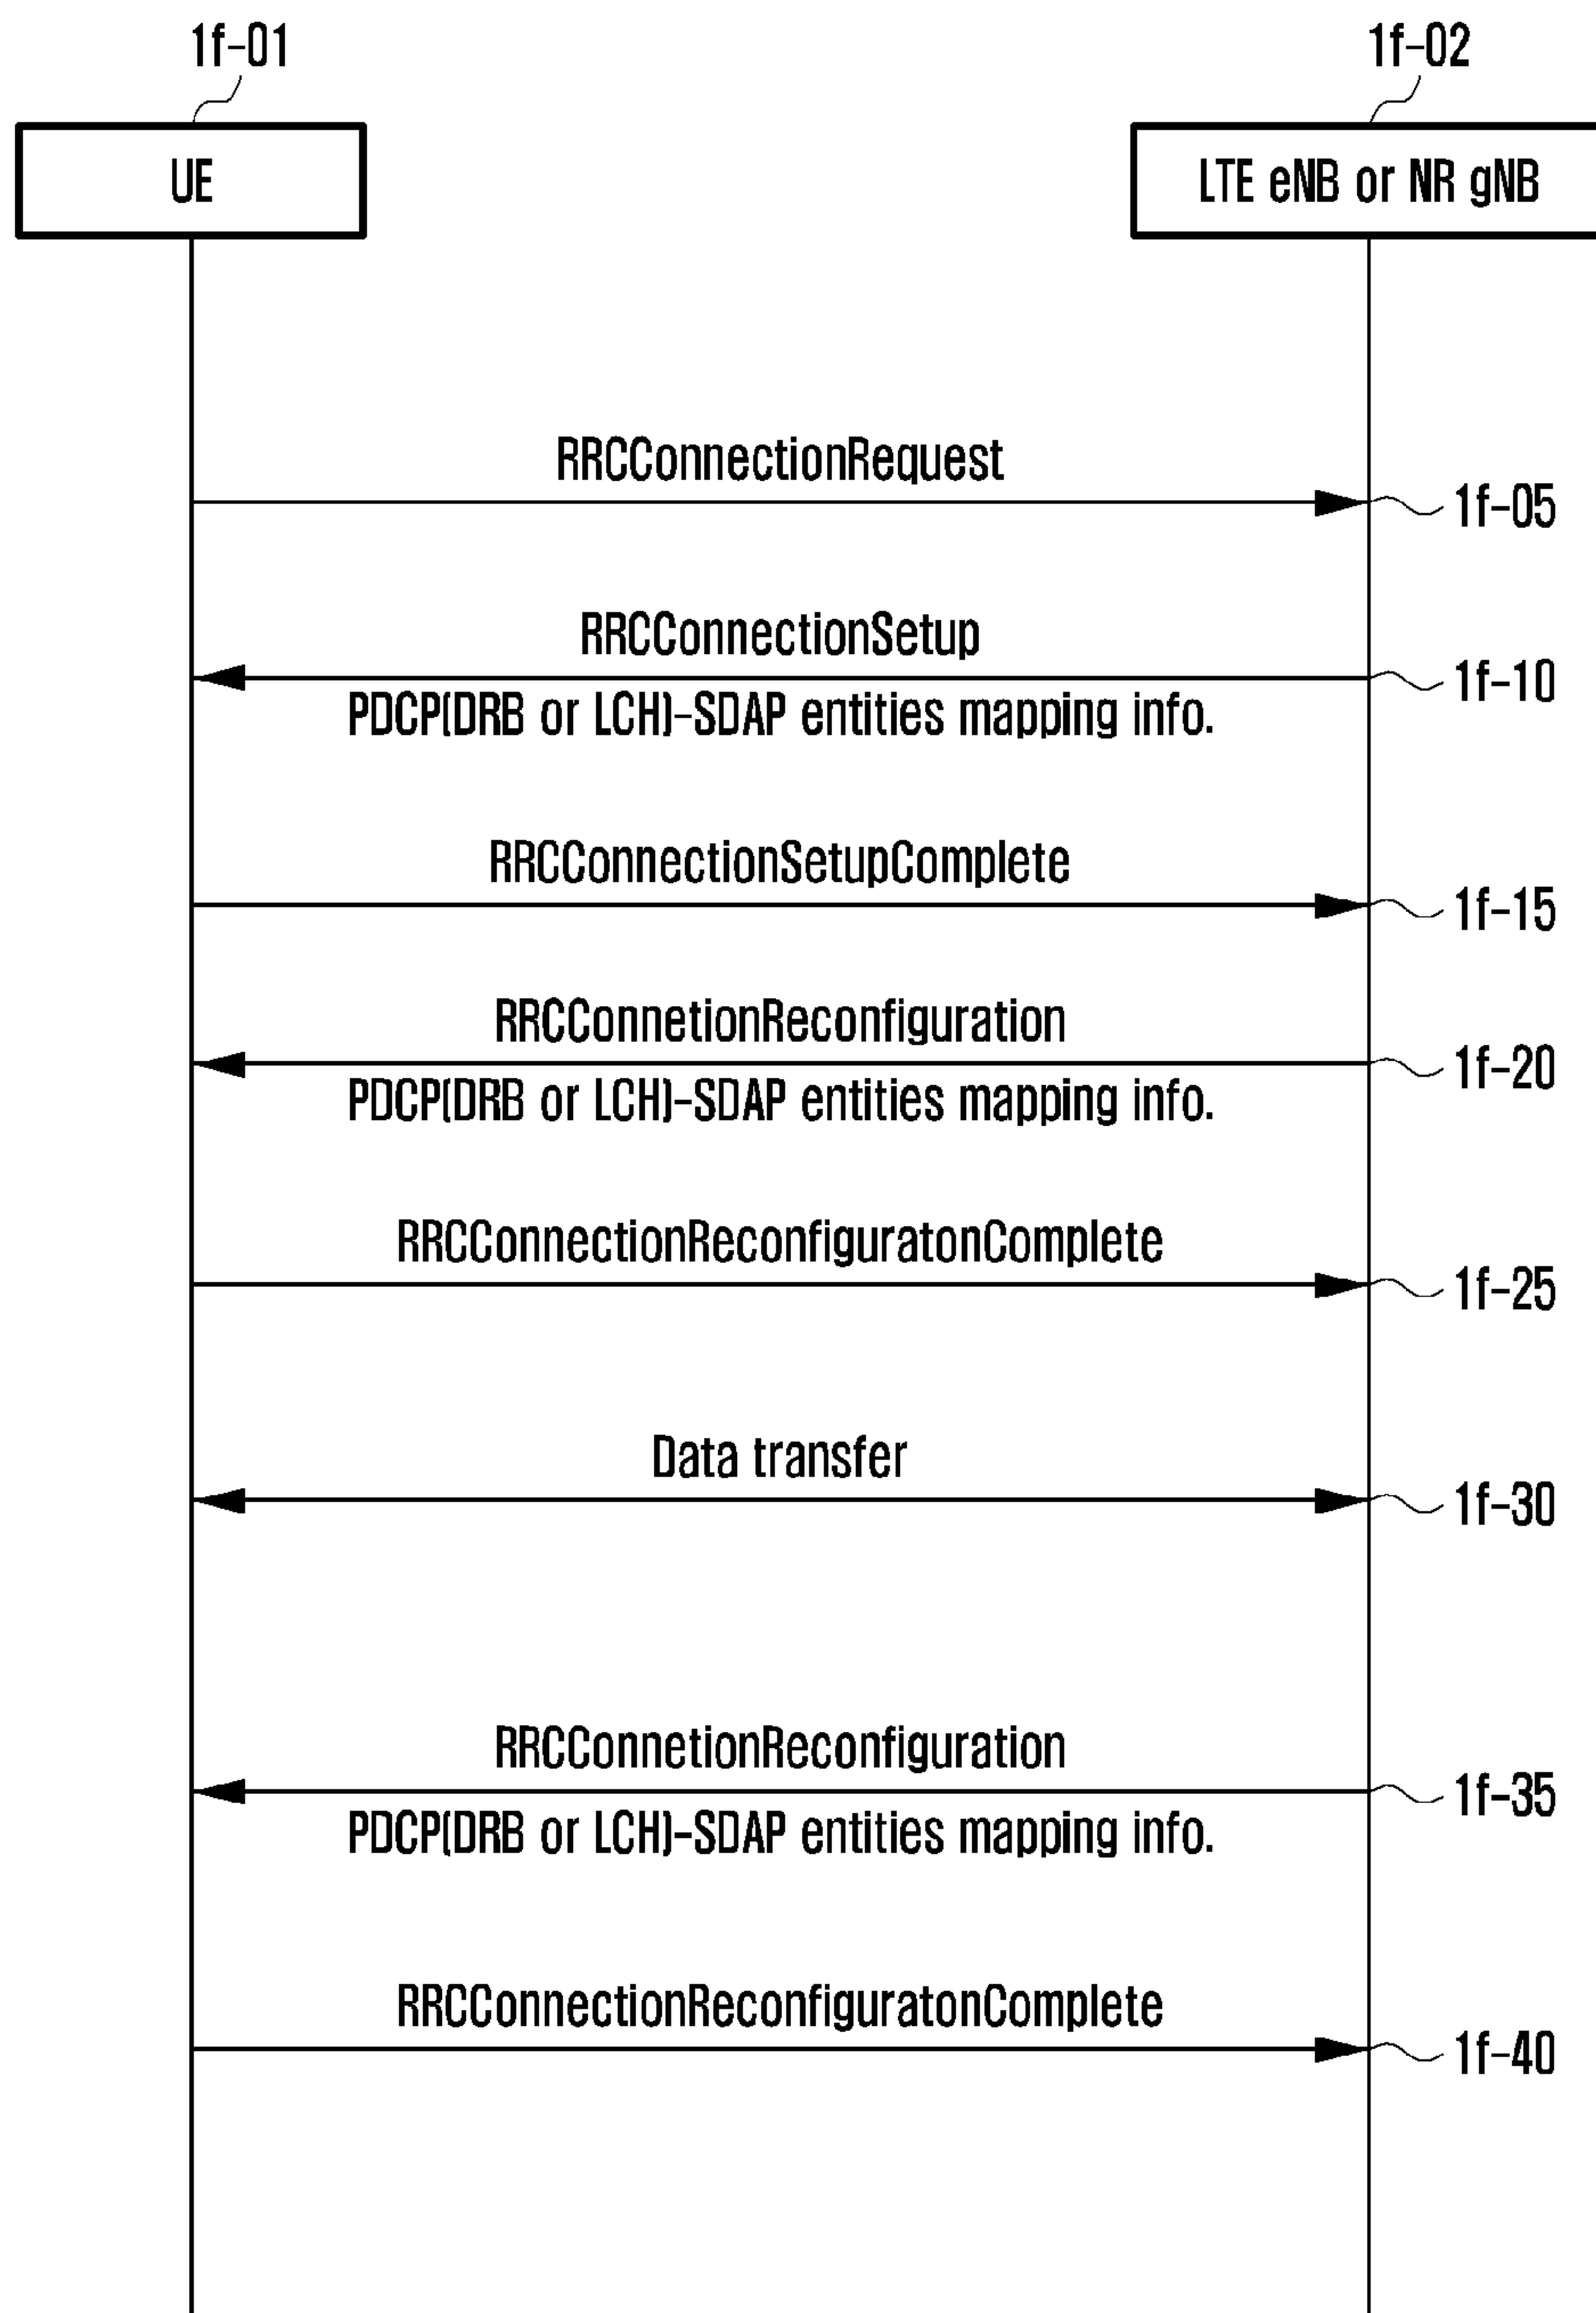 1f-01
1f-02
UE
LTE eNB or NR gNB
RRCConnectionRequest
1f-05
RRCConnectionSetup
1f-10
PDCP(DRB or LCH)-SDAP entities mapping info.
RRCConnectionSetupComplete
1f-15
RRCConnetionReconfiguration
1f-20
PDCP(DRB or LCH)-SDAP entities mapping info.
RRCConnectionReconfiguratonComplete
1f-25
Data transfer
1f-30
RRCConnetionReconfiguration
1f-35
PDCP(DRB or LCH)-SDAP entities mapping info.
RRCConnectionReconfiguratonComplete
1f-40